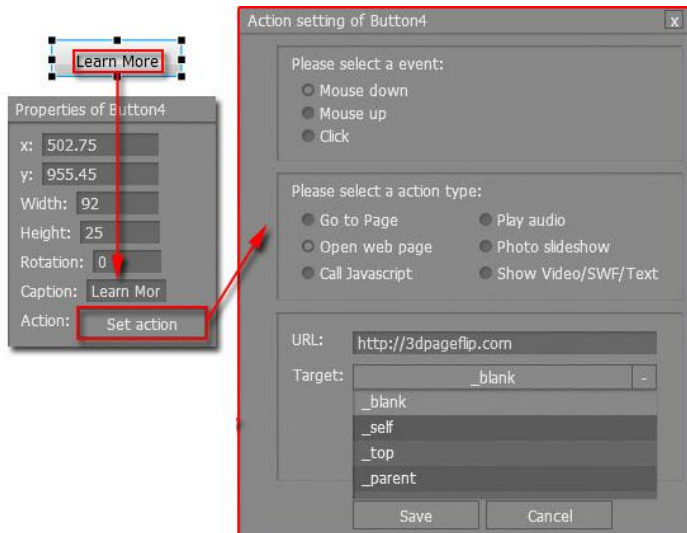 Learn More
Properties of Button4
x: 502.75
y: 955.45
Width: 92
Height: 25
Rotation: 0
Caption: Learn Mor
Action: Set action
Action setting of Button4 x
Please select a event:
Mouse down
Mouse up
Click
Please select a action type:
Go to Page Play audio
Open web page Photo slideshow
Call Javascript Show Video/SWF/Text
URL: http://3dpageflip.com
Target: _blank -
_blank
_self
_top
_parent
Save Cancel